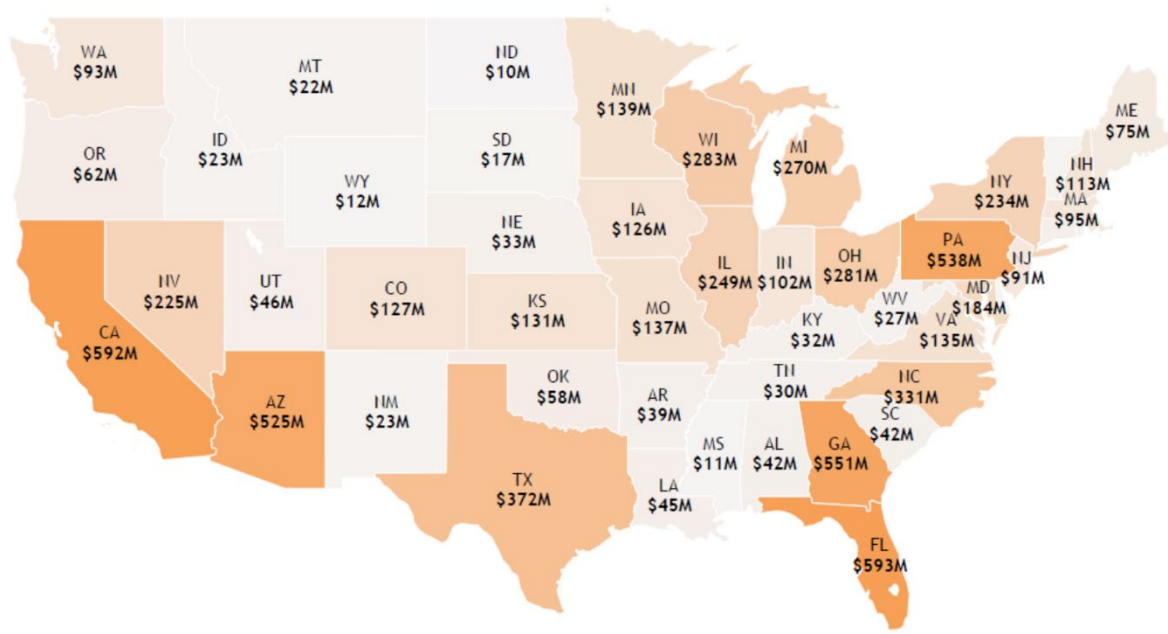 WA
$93M
MT
$22M
ND
$10M
MN
$139M
ME
$75M
OR
$62M
ID
$23M
SD
$17M
WI
$283M
MI
$270M
NH
$113M
WY
$12M
NY
$234M
MA
$95M
IA
$126M
NE
$33M
PA
$538M
NJ
$91M
NV
$225M
UT
$46M
CO
$127M
IL
$249M
IN
$102M
OH
$281M
KS
$131M
MO
$137M
WV
$27M
MD
$184M
VA
$135M
KY
$32M
CA
$592M
TN
$30M
NC
$331M
AZ
$525M
NM
$23M
OK
$58M
AR
$39M
SC
$42M
MS
$11M
AL
$42M
GA
$551M
TX
$372M
LA
$45M
FL
$593M